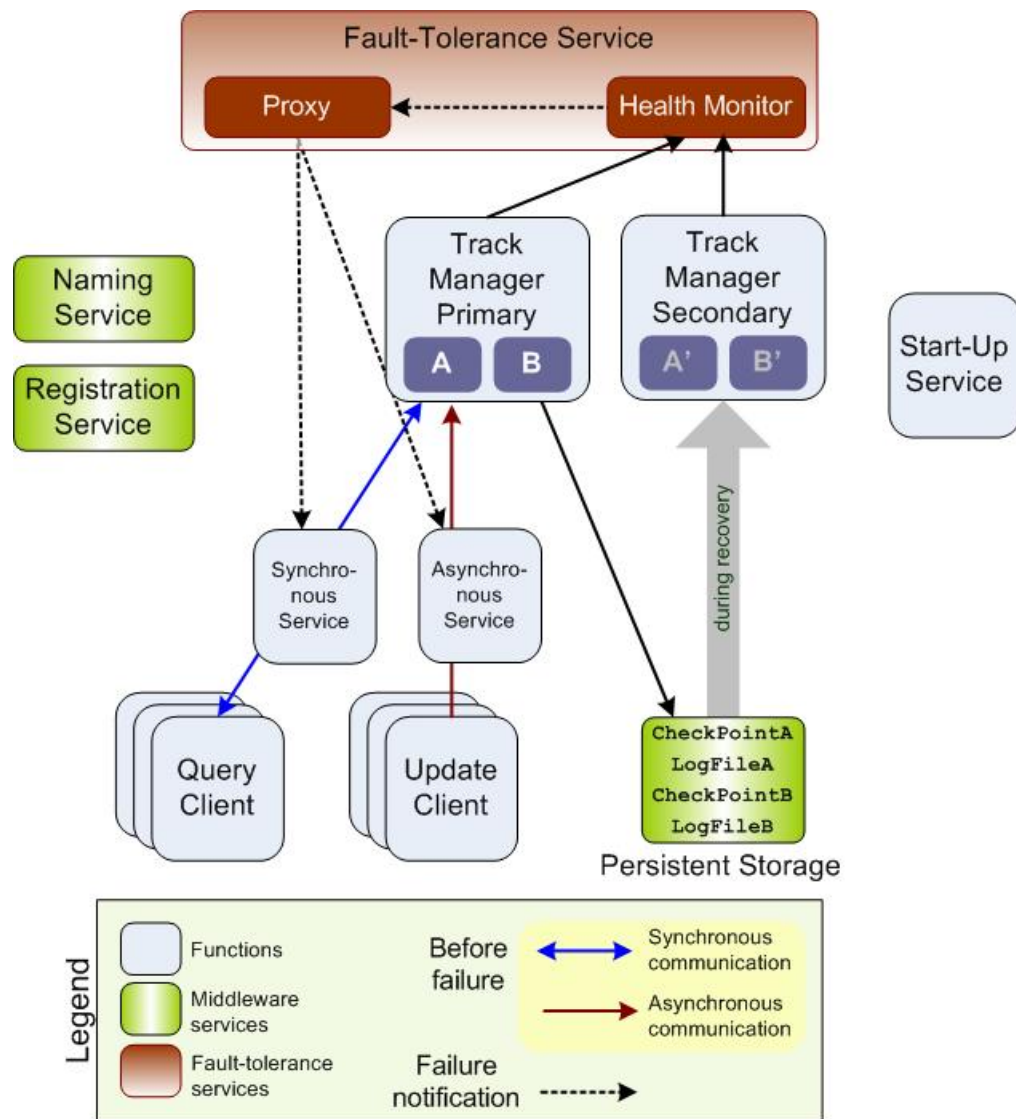 Fault-Tolerance Service
Proxy
Health Monitor
Track
Manager
Primary
A
B
Track
Manager
Secondary
A'
B'
Naming
Service
Registration
Service
Start-Up
Service
Synchro-
nous
Service
Asynchro-
nous
Service
during recovery
Query
Client
Update
Client
CheckPointA
LogFileA
CheckPointB
LogFileB
Persistent Storage
Legend
Functions
Middleware
services
Fault-tolerance
services
Before
failure
Synchronous
communication
Asynchronous
communication
Failure
notification